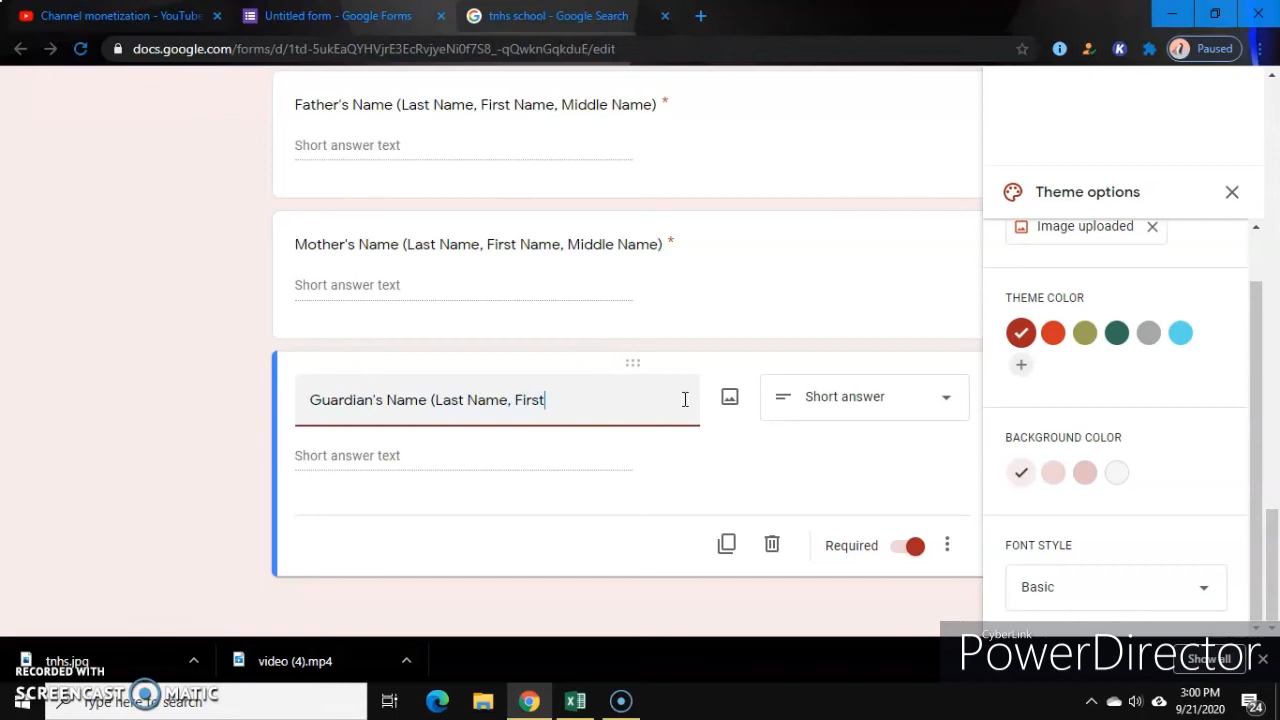 Channel monetization - YouTube
Untitled form - Google Forms
tnhs school - Google Search
docs.google.com/forms/d/1td-5ukEaQYHVjrE3EcRvjyeNi0f7S8_-qQwknGqkduE/edit
Paused
Father's Name (Last Name, First Name, Middle Name) *
Short answer text
Mother's Name (Last Name, First Name, Middle Name) *
Short answer text
Guardian's Name (Last Name, First
Short answer
Short answer text
Required
Theme options
Image uploaded
THEME COLOR
BACKGROUND COLOR
FONT STYLE
Basic
CyberLink
PowerDirector
Show all
tnhs.jpg
video (4).mp4
RECORDED WITH
SCREENCAST MATIC
Type here to search
3:00 PM
9/21/2020
24